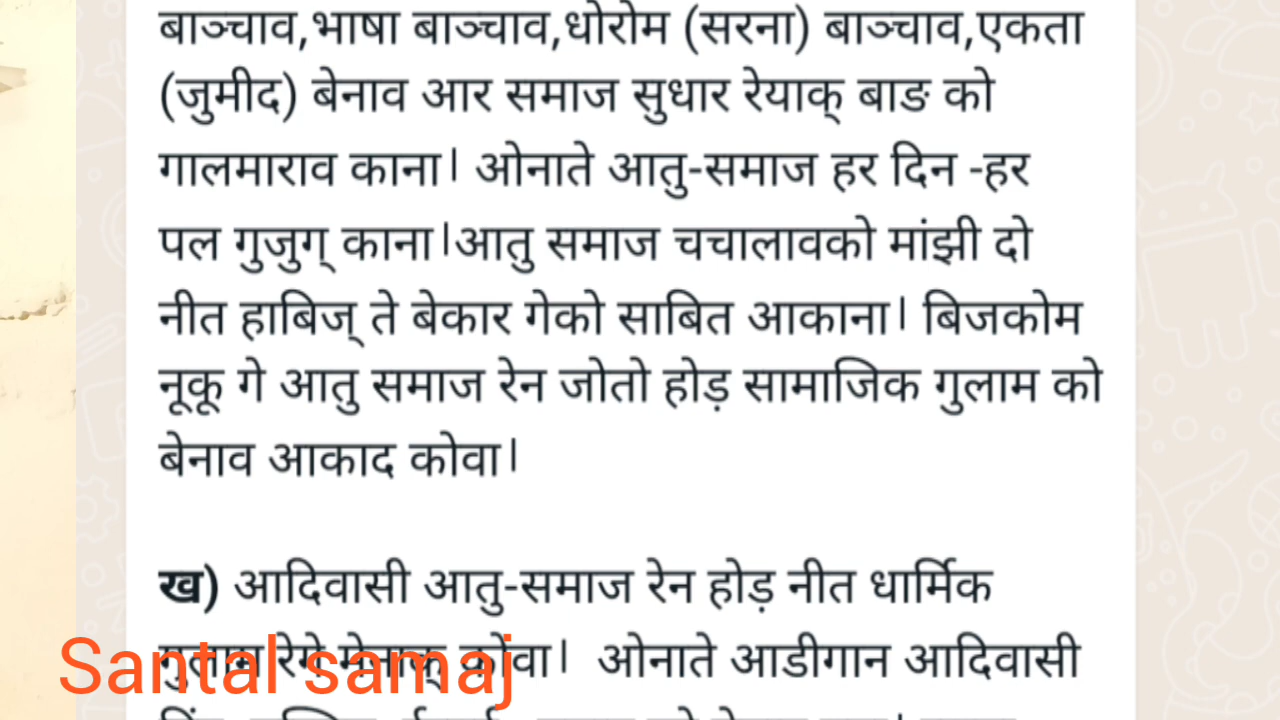 बाञ्चाव,भाषा बाञ्चाव,धोरोम (सरना) बाञ्चाव,एकता
(जुमीद) बेनाव आर समाज सुधार रेयाक् बाङ को
गालमाराव काना। ओनाते आतु-समाज हर दिन -हर
पल गुजुग् काना।आतु समाज चचालावको मांझी दो
नीत हाबिज् ते बेकार गेको साबित आकाना। बिजकोम
नूकू गे आतु समाज रेन जोतो होड़ सामाजिक गुलाम को
बेनाव आकाद कोवा।
ख) आदिवासी आतु-समाज रेन होड़ नीत धार्मिक
गुलाम रेगे मेनाक् कोवा। ओनाते आडीगान आदिवासी
Santal samaj